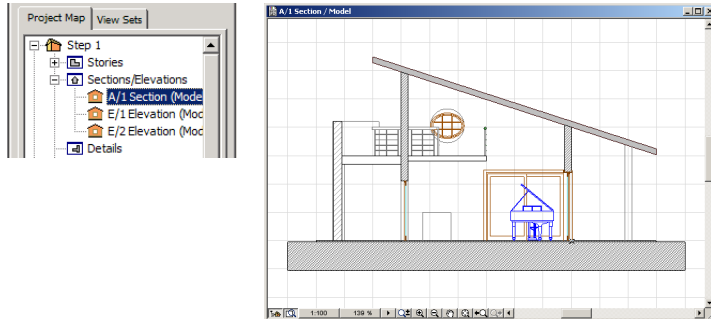 Project Map View Sets
Step 1
Stories
Sections/Elevations
A/1 Section (Mode
E/1 Elevation (Moc
E/2 Elevation (Moc
Details
A/1 Section / Model
1:100 139 %